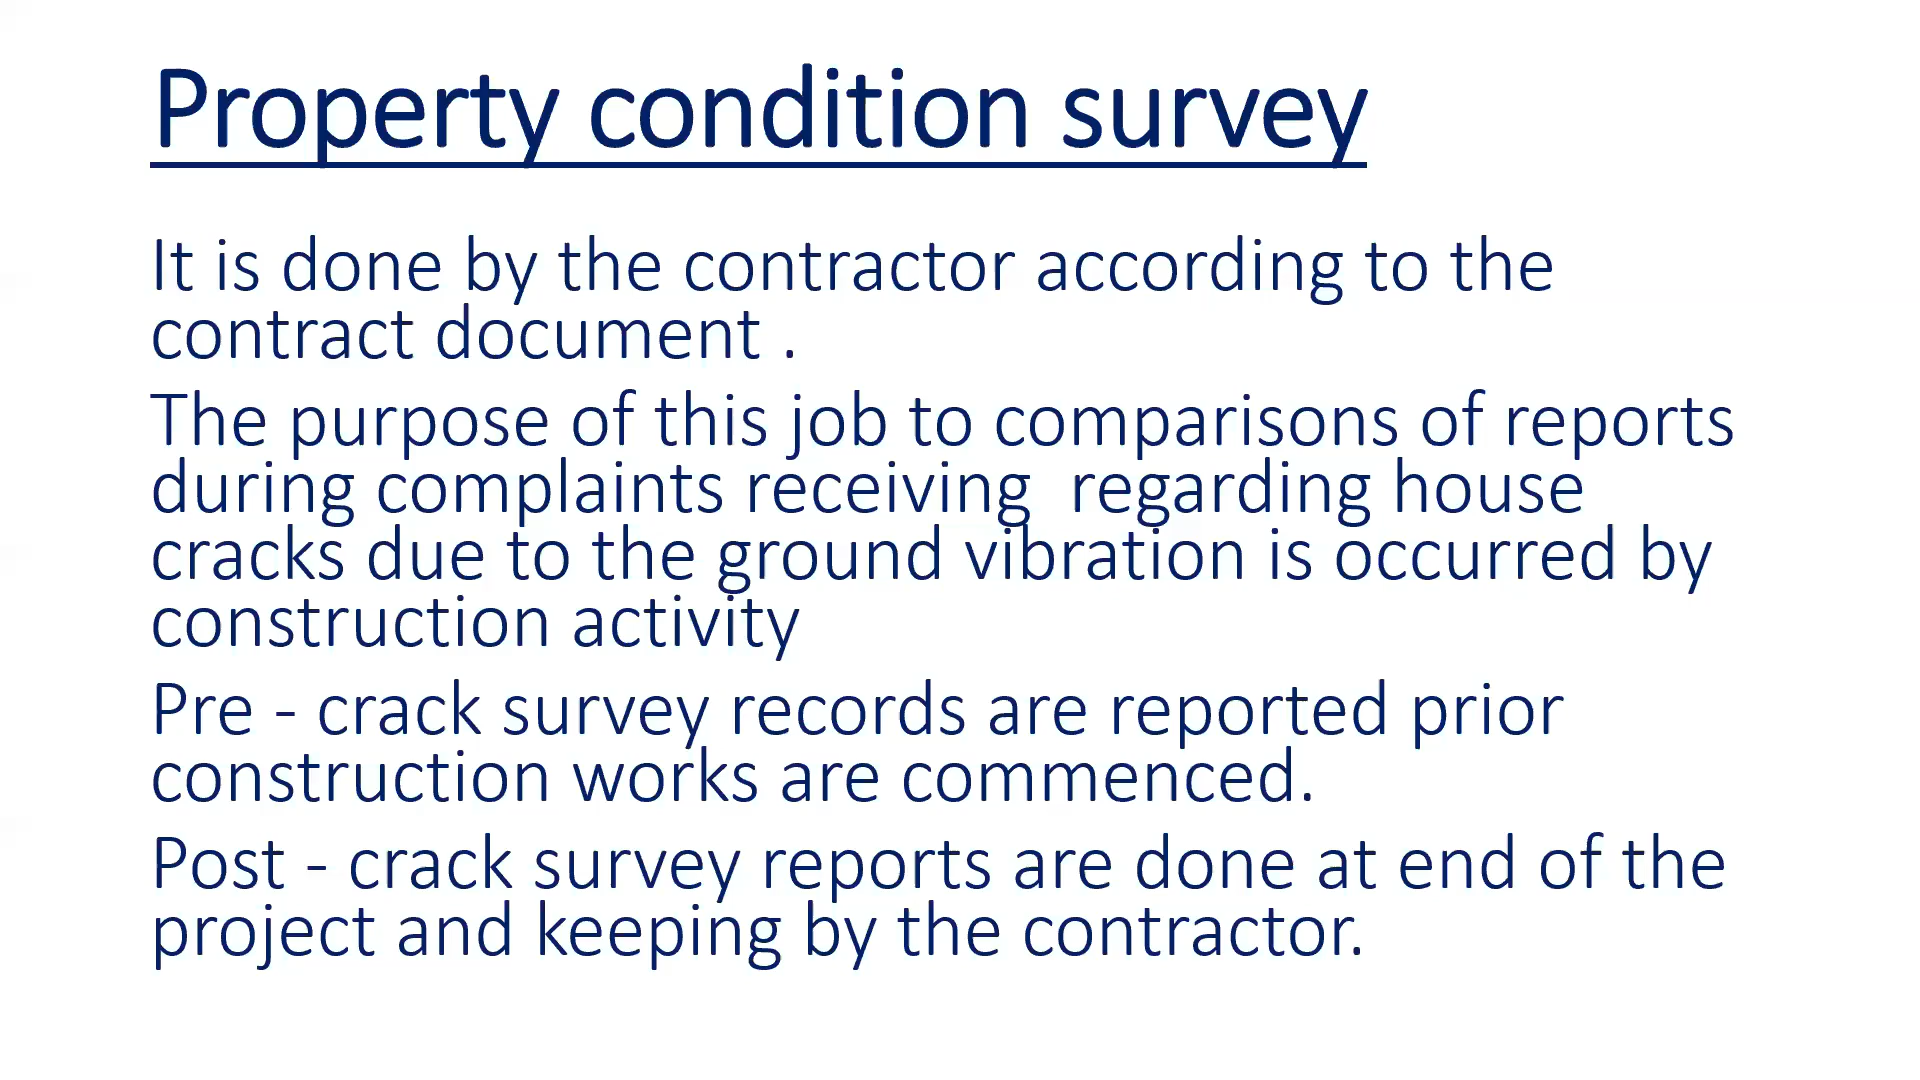 Property condition survey
It is done by the contractor according to the
contract document .
The purpose of this job to comparisons of reports
during complaints receiving  regarding house
cracks due to the ground vibration is occurred by
construction activity
Pre - crack survey records are reported prior
construction works are commenced.
Post - crack survey reports are done at end of the
project and keeping by the contractor.